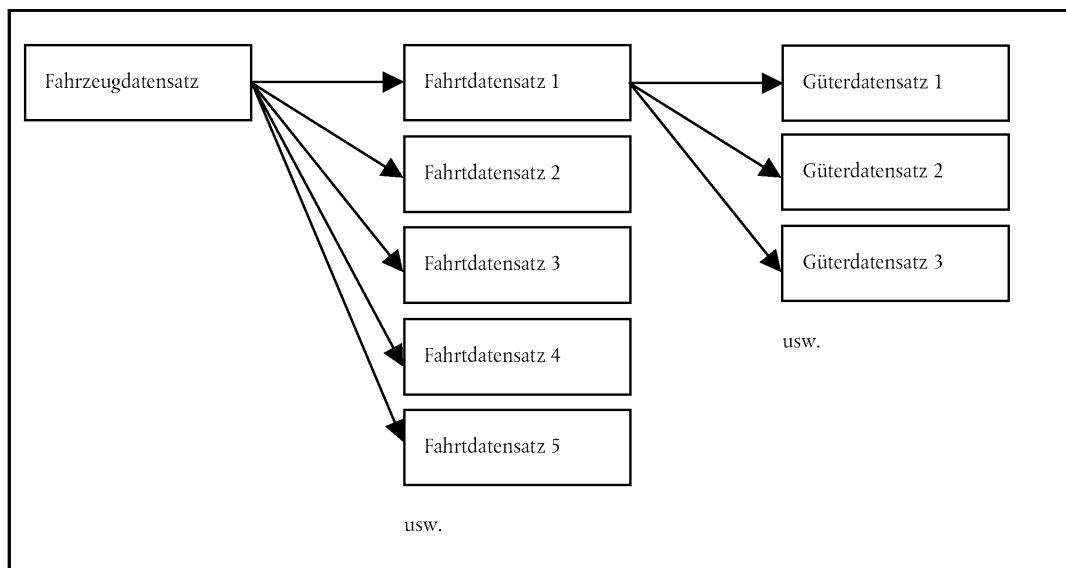 Fahrzeugdatensatz
Fahrtdatensatz 1
Fahrtdatensatz 2
Fahrtdatensatz 3
Fahrtdatensatz 4
Fahrtdatensatz 5
usw.
Güterdatensatz 1
Güterdatensatz 2
Güterdatensatz 3
usw.